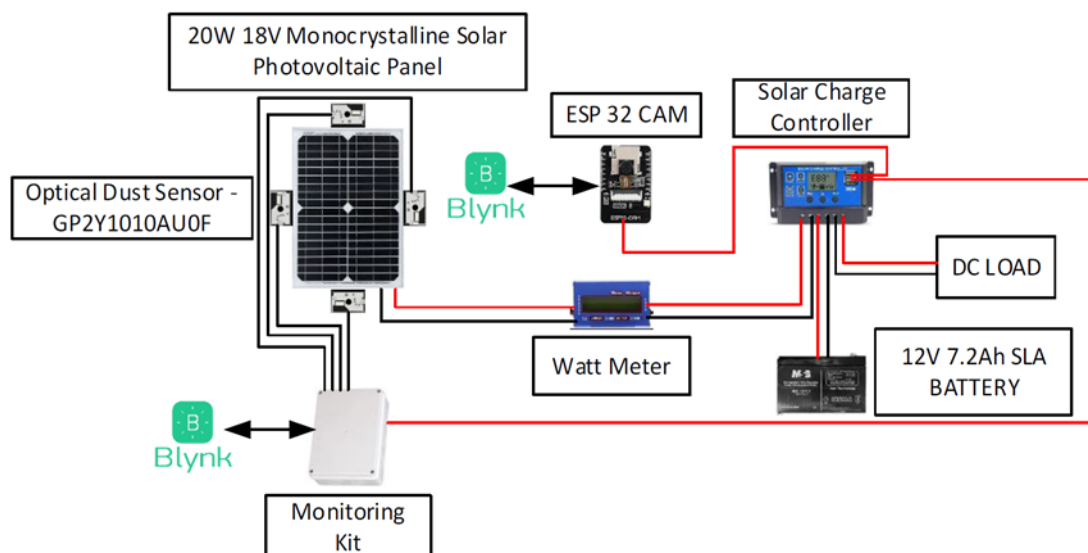 20W 18V Monocrystalline Solar
Photovoltaic Panel
ESP 32 CAM
Solar Charge
Controller
Optical Dust Sensor -
GP2Y1010AU0F
B
Blynk
DC LOAD
Watt Meter
12V 7.2Ah SLA
BATTERY
B
Blynk
Monitoring
Kit